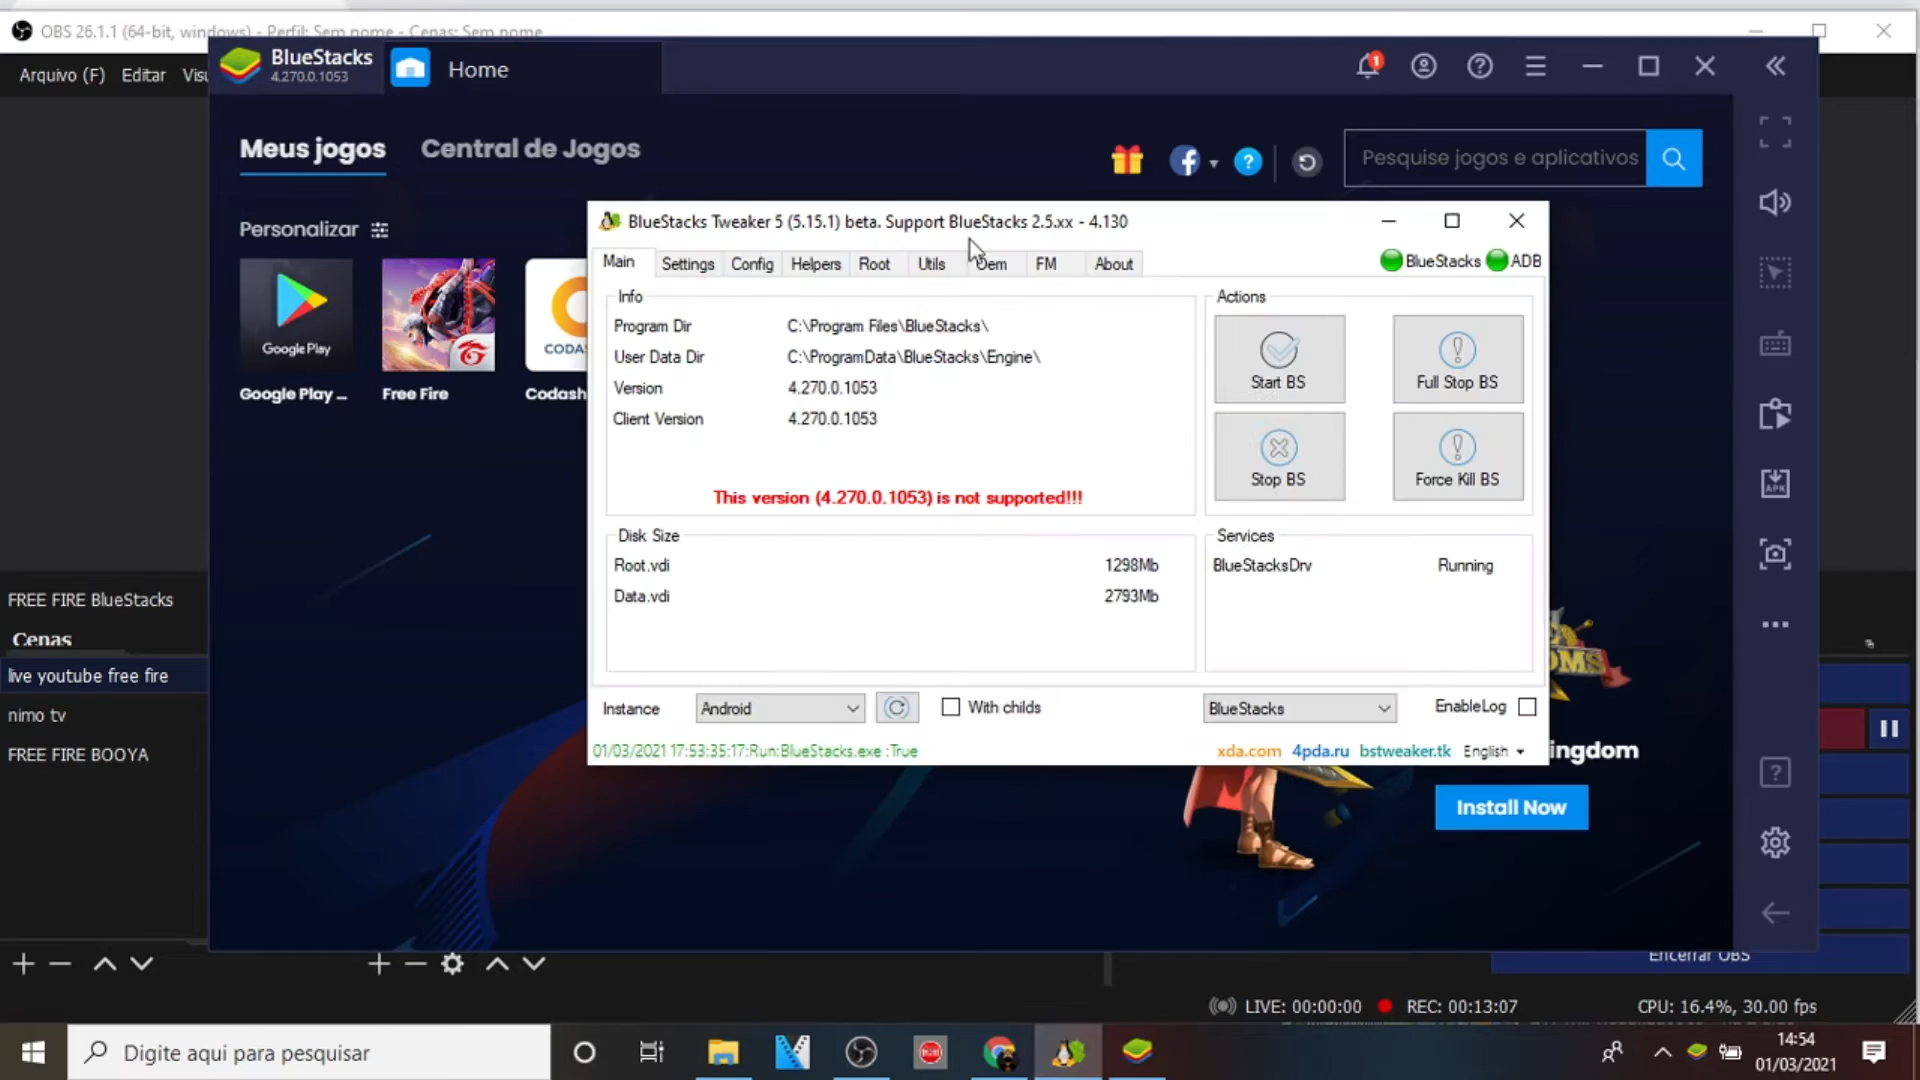 OBS 26.1.1 (64-bit, windows) - Perfil: Sem nome - Cenas: Sem nome
Arquivo (F) Editar
BlueStacks
4.270.0.1053
Home
1
Meus jogos Central de Jogos
Pesquise jogos e aplicativos
Personalizar
Google Play
Google Play ...
Free Fire
BlueStacks Tweaker 5 (5.15.1) beta. Support BlueStacks 2.5.xx - 4.130
Main Settings Config Helpers Root Utils Oem FM About
BlueStacks ADB
Info
Program Dir C:\Program Files\BlueStacks\
User Data Dir C:\ProgramData\BlueStacks\Engine\
Version 4.270.0.1053
Client Version 4.270.0.1053
This version (4.270.0.1053) is not supported!!!
Actions
Start BS
Full Stop BS
Stop BS
Force Kill BS
Disk Size
Root.vdi 1298Mb
Data.vdi 2793Mb
Services
BlueStacksDrv Running
Instance Android With childs BlueStacks EnableLog
01/03/2021 17:53:35:17:Run:BlueStacks.exe :True
xda.com 4pda.ru bstweaker.tk English
Install Now
APK
FREE FIRE BlueStacks
Cenas
live youtube free fire
nimo tv
FREE FIRE BOOYA
Encerrar OBS
LIVE: 00:00:00 REC: 00:13:07 CPU: 16.4%, 30.00 fps
Digite aqui para pesquisar
14:54
01/03/2021